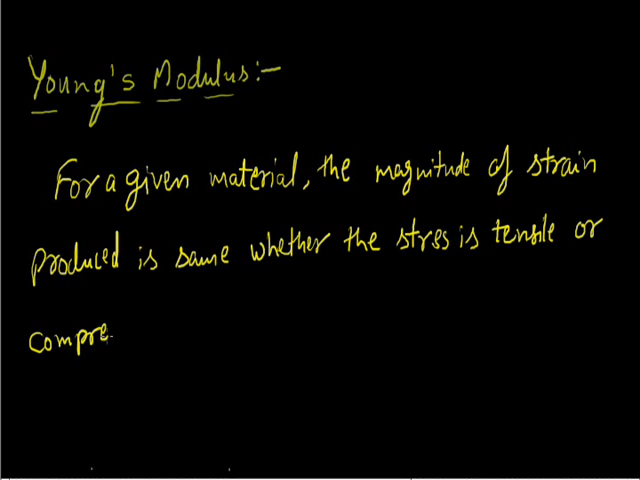 Young's Modulus:-
For a given material, the magnitude of strain
produced is same whether the stress is tensile or
compre